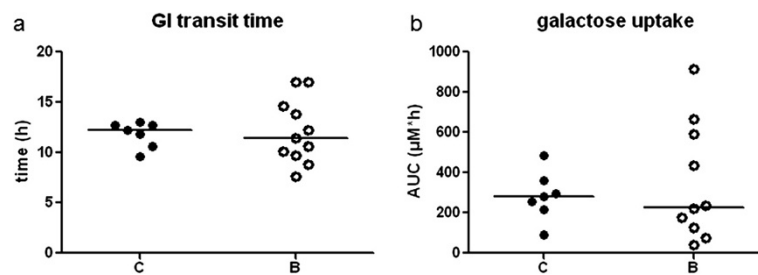 a
GI transit time
time (h)
20
15
10
5
0
C
B
b
galactose uptake
AUC (µM*h)
1000
800
600
400
200
0
C
B